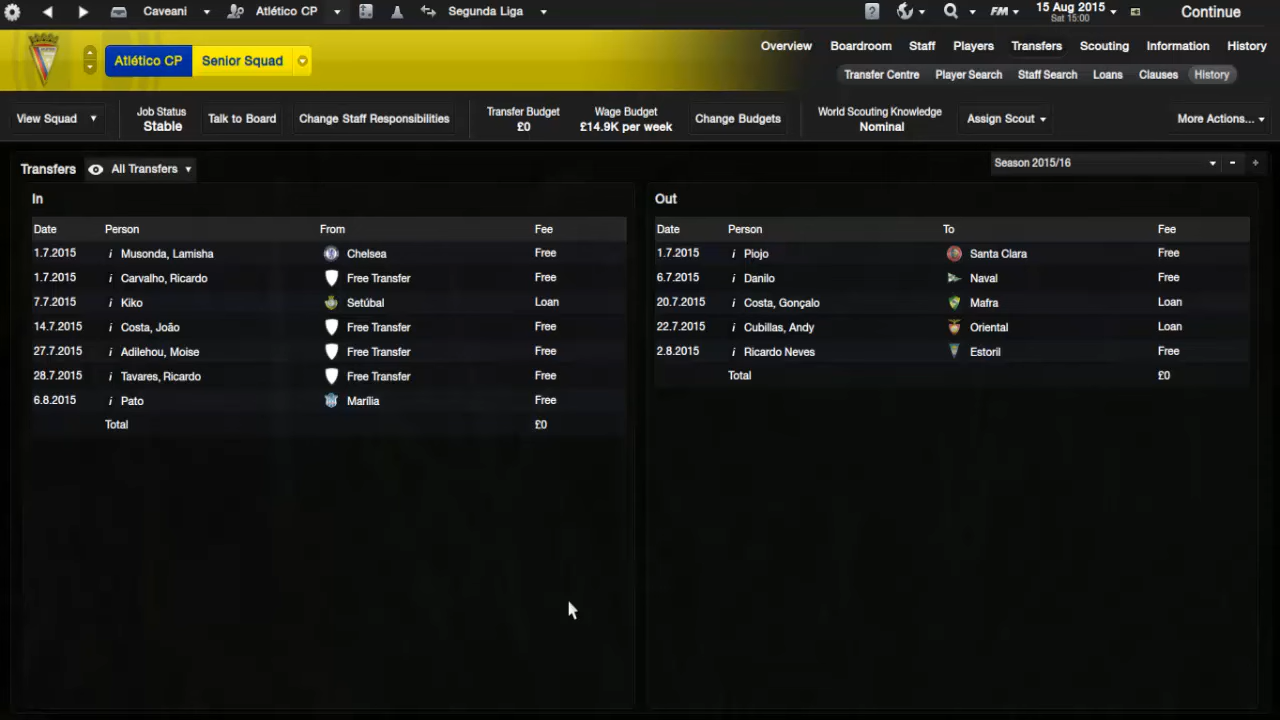 Caveani Atlético CP Segunda Liga ? FM 15 Aug 2015 Continue
Sat 15:00
Atlético CP Senior Squad
Overview Boardroom Staff Players Transfers Scouting Information History
Transfer Centre Player Search Staff Search Loans Clauses History
View Squad Job Status Talk to Board Change Staff Responsibilities Transfer Budget Wage Budget Change Budgets World Scouting Knowledge Assign Scout More Actions...
Stable £0 £14.9K per week Nominal
Transfers All Transfers Season 2015/16 - +
In
Date Person From Fee
1.7.2015 i Musonda, Lamisha Chelsea Free
1.7.2015 i Carvalho, Ricardo Free Transfer Free
7.7.2015 i Kiko Setúbal Loan
14.7.2015 i Costa, João Free Transfer Free
27.7.2015 i Adilehou, Moise Free Transfer Free
28.7.2015 i Tavares, Ricardo Free Transfer Free
6.8.2015 i Pato Marília Free
Total £0
Out
Date Person To Fee
1.7.2015 i Piojo Santa Clara Free
6.7.2015 i Danilo Naval Free
20.7.2015 i Costa, Gonçalo Mafra Loan
22.7.2015 i Cubillas, Andy Oriental Loan
2.8.2015 i Ricardo Neves Estoril Free
Total £0